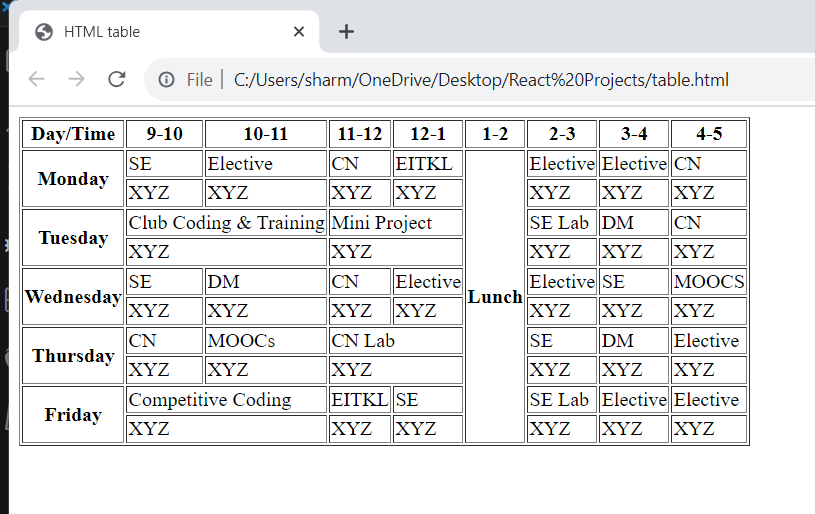 HTML table
File C:/Users/sharm/OneDrive/Desktop/React%20Projects/table.html
Day/Time 9-10 10-11 11-12 12-1 1-2 2-3 3-4 4-5
Monday
SE Elective CN EITKL Elective Elective CN
XYZ XYZ XYZ XYZ XYZ XYZ XYZ
Tuesday
Club Coding & Training Mini Project SE Lab DM CN
XYZ XYZ XYZ XYZ XYZ
Wednesday
SE DM CN Elective Lunch Elective SE MOOCS
XYZ XYZ XYZ XYZ XYZ XYZ XYZ
Thursday
CN MOOCs CN Lab SE DM Elective
XYZ XYZ XYZ XYZ XYZ XYZ
Friday
Competitive Coding EITKL SE SE Lab Elective Elective
XYZ XYZ XYZ XYZ XYZ XYZ